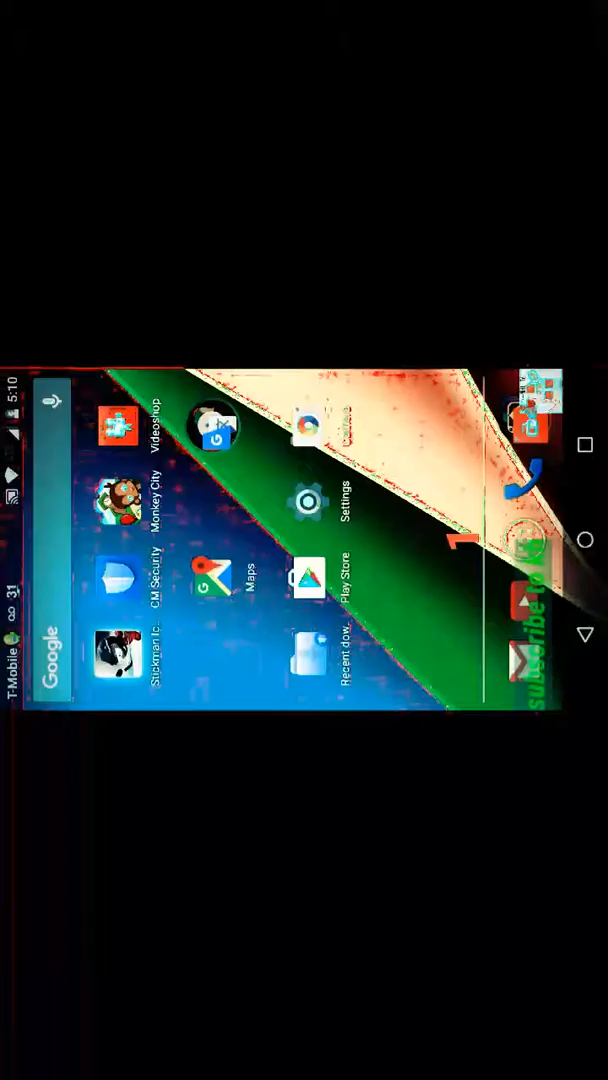 T-Mobile 31 5:10
Google
Stickman Ic.. CM Security Monkey City Videoshop
Maps
Recent dow.. Play Store Settings Camera
1
subscribe to